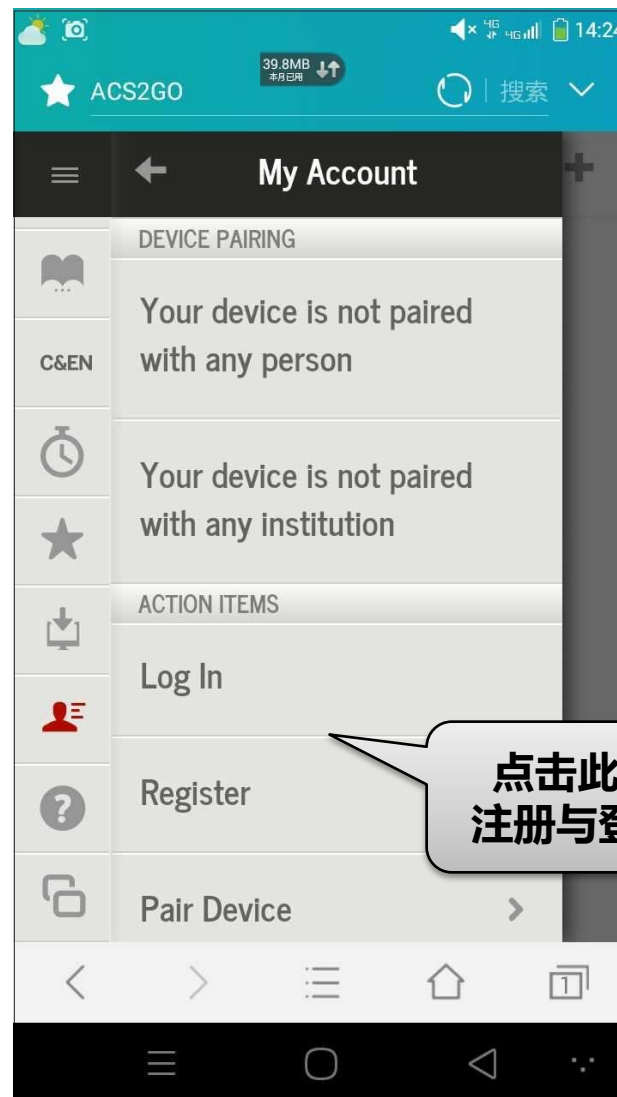 4G
4G
14:24
ACS2GO
39.8MB
本月已用
搜索
My Account
DEVICE PAIRING
Your device is not paired
with any person
C&EN
Your device is not paired
with any institution
ACTION ITEMS
Log In
点击此
Register
注册与登
Pair Device
1